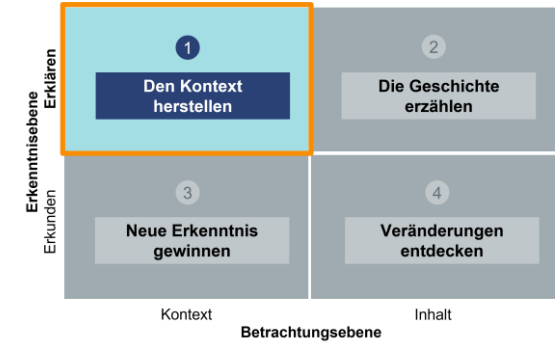 Erkenntnisebene
Erklären
Erkunden
1
Den Kontext
herstellen
2
Die Geschichte
erzählen
3
Neue Erkenntnis
gewinnen
4
Veränderungen
entdecken
Kontext
Inhalt
Betrachtungsebene